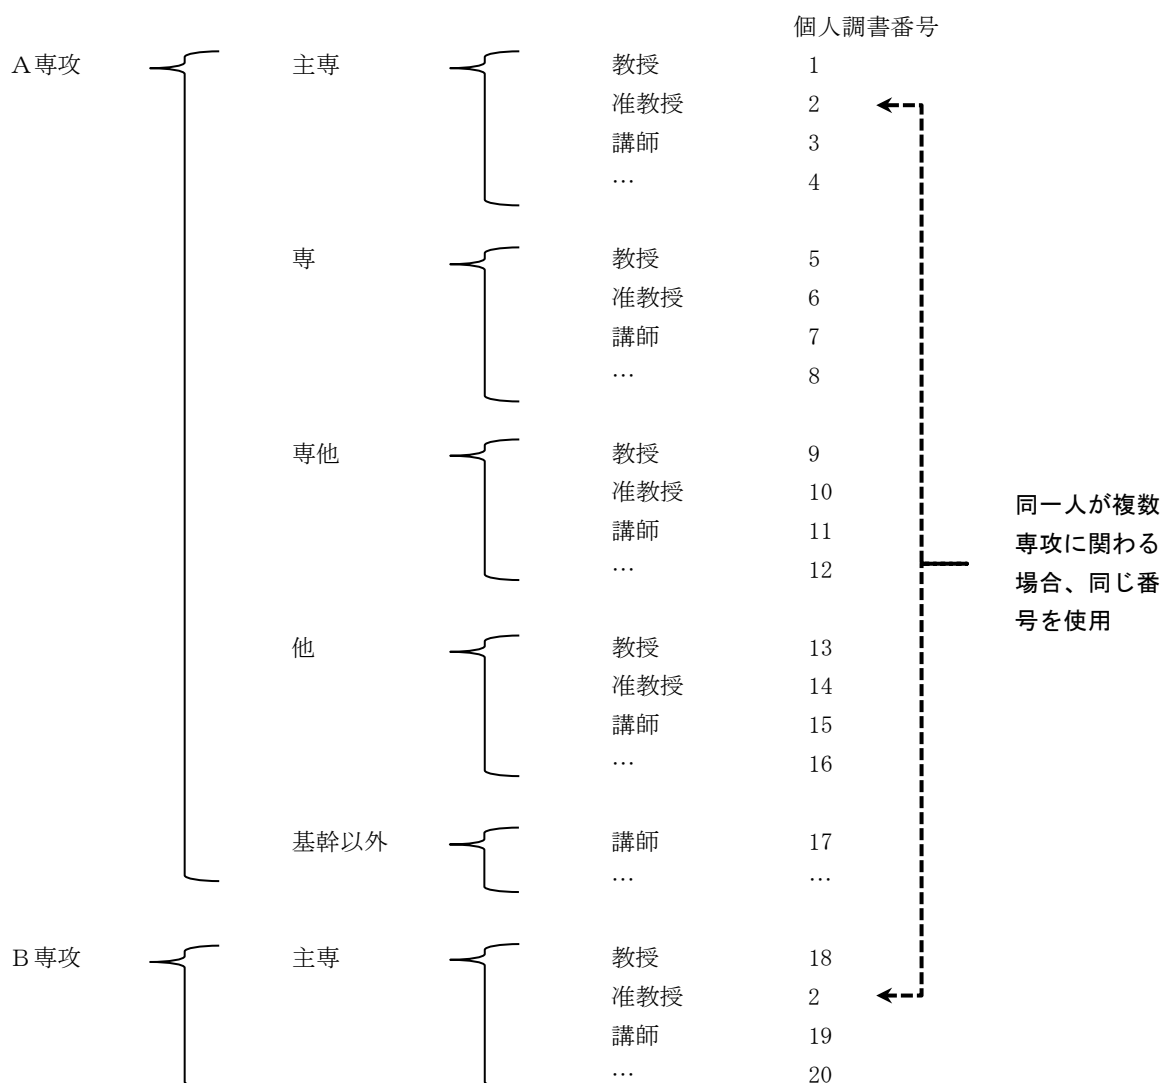 個人調書番号
A専攻 主専 教授 1
准教授 2
講師 3
… 4
専 教授 5
准教授 6
講師 7
… 8
専他 教授 9
准教授 10
講師 11
… 12
同一人が複数
専攻に関わる
場合、同じ番
号を使用
他 教授 13
准教授 14
講師 15
… 16
基幹以外 講師 17
… …
B専攻 主専 教授 18
准教授 2
講師 19
… 20